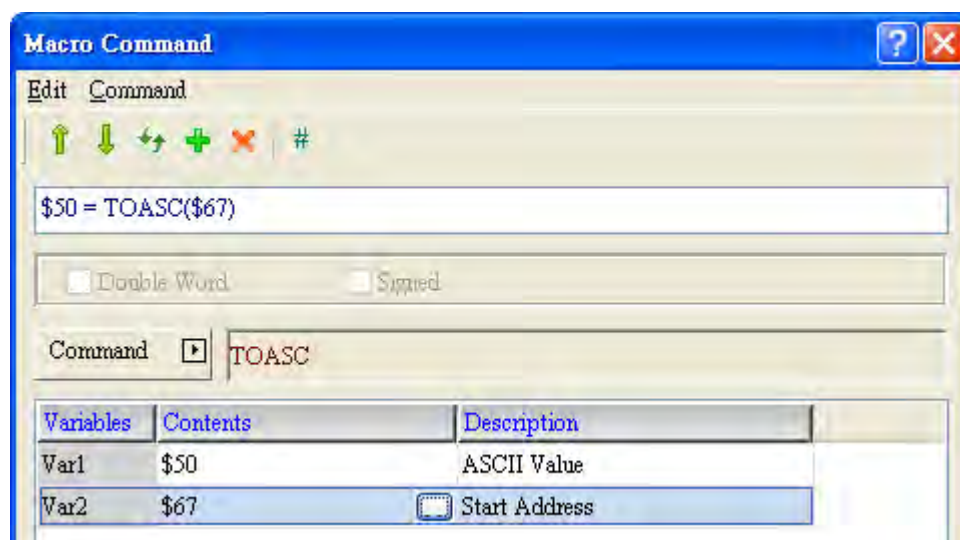 Macro Command
Edit Command
#
$50 = TOASC($67)
Double Word Signed
Command TOASC
Variables Contents Description
Var1 $50 ASCII Value
Var2 $67 Start Address